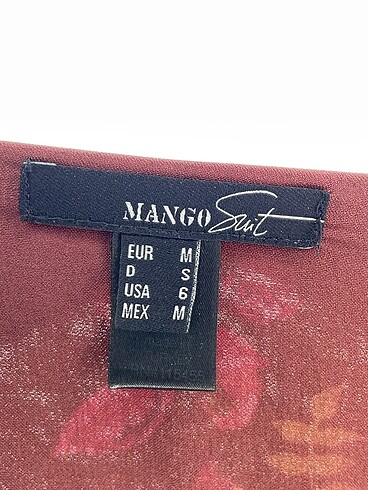 MANGO Suit
EUR M
D S
USA 6
MEX M